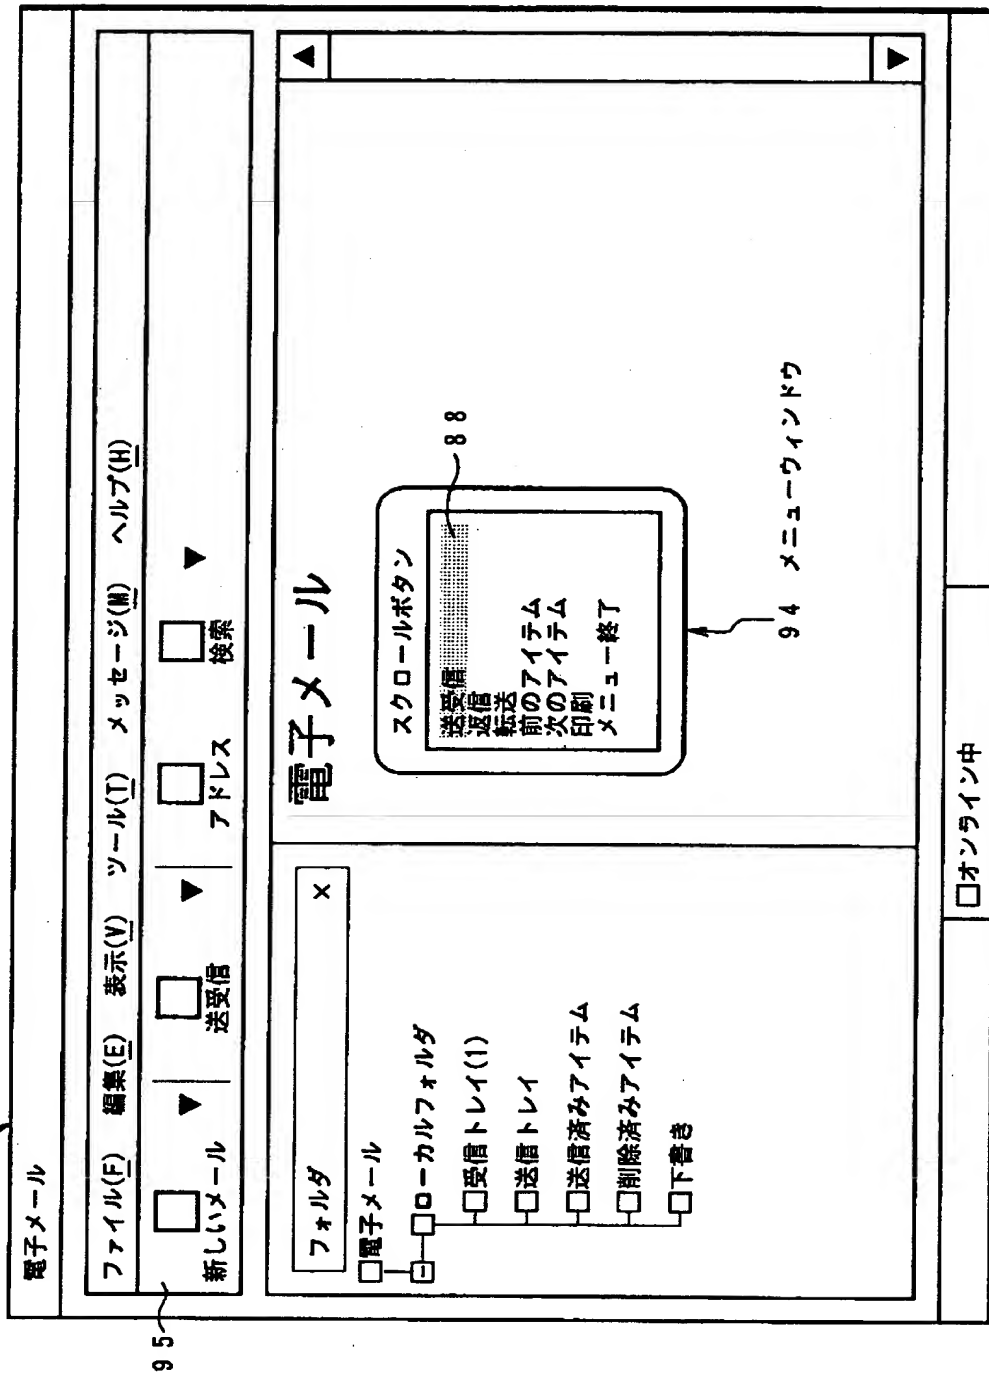 電子メール
ファイル(F) 編集(E) 表示(V) ツール(T) メッセージ(M) ヘルプ(H)
新しいメール ▼ 送受信 ▼ アドレス 検索 ▼
95
フォルダ ×
電子メール
ローカルフォルダ
受信トレイ(1)
送信トレイ
送信済みアイテム
削除済みアイテム
下書き
電子メール
スクロールボタン
送受信
返信
転送
前のアイテム
次のアイテム
印刷
メニュー終了
88
94 メニューウィンドウ
オンライン中